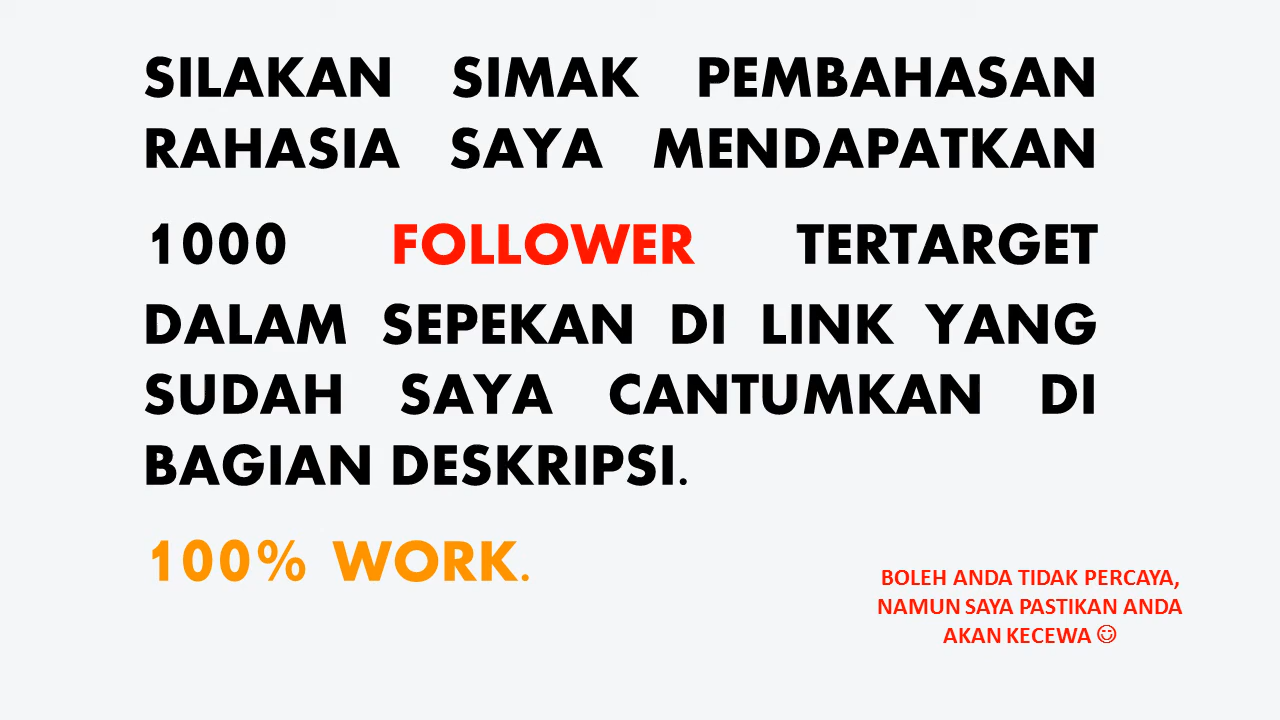 SILAKAN SIMAK PEMBAHASAN
RAHASIA SAYA MENDAPATKAN
1000 FOLLOWER TERTARGET
DALAM SEPEKAN DI LINK YANG
SUDAH SAYA CANTUMKAN DI
BAGIAN DESKRIPSI.
100% WORK.
BOLEH ANDA TIDAK PERCAYA,
NAMUN SAYA PASTIKAN ANDA
AKAN KECEWA 😊